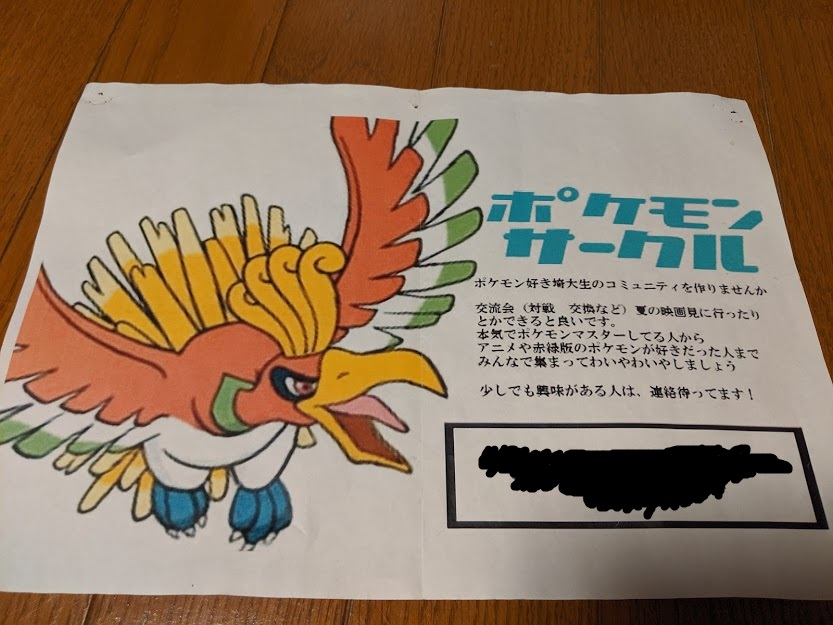 ポケモン
サークル
ポケモン好き埼大生のコミュニティを作りませんか
交流会（対戦　交換など）夏の映画見に行ったり
とかできると良いです。
本気でポケモンマスターしてる人から
アニメや赤緑版のポケモンが好きだった人まで
みんなで集まってわいやわいやしましょう
少しでも興味がある人は、連絡待ってます！